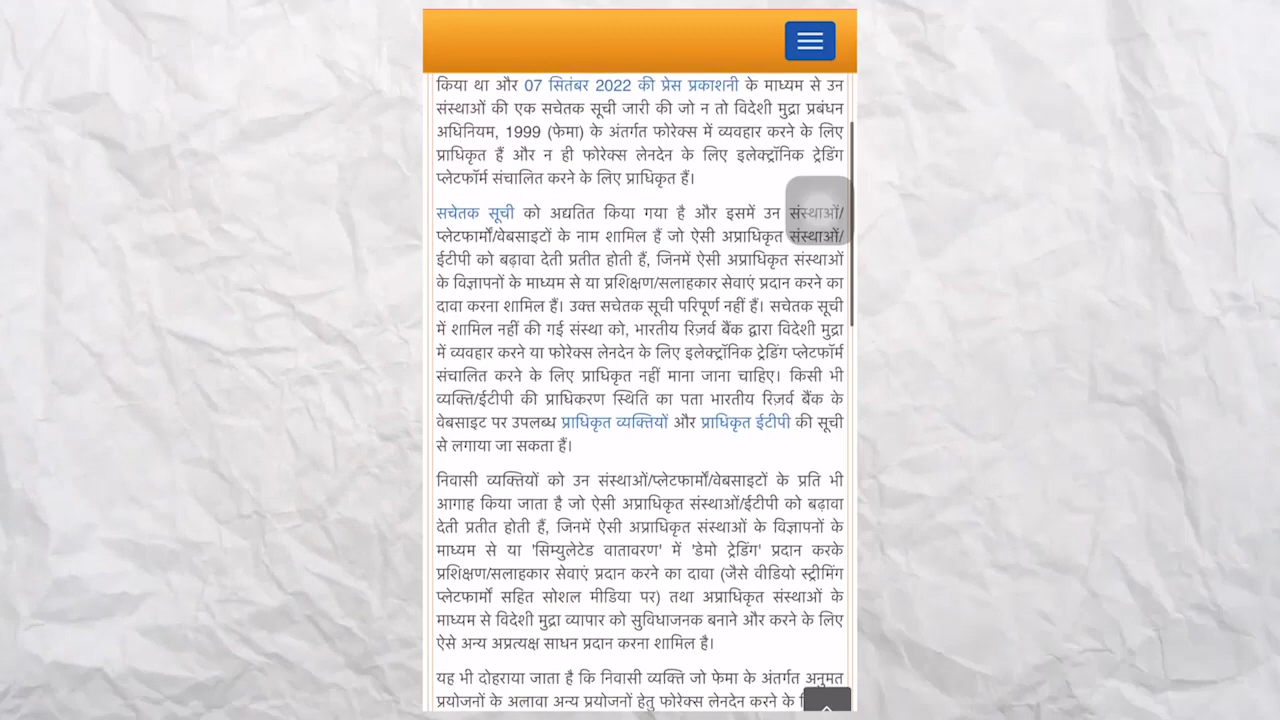 किया था और 07 सितंबर 2022 की प्रेस प्रकाशनी के माध्यम से उन
संस्थाओं की एक सचेतक सूची जारी की जो न तो विदेशी मुद्रा प्रबंधन
अधिनियम, 1999 (फेमा) के अंतर्गत फोरेक्स में व्यवहार करने के लिए
प्राधिकृत हैं और न ही फोरेक्स लेनदेन के लिए इलेक्ट्रॉनिक ट्रेडिंग
प्लेटफॉर्म संचालित करने के लिए प्राधिकृत हैं।
सचेतक सूची को अद्यतित किया गया है और इसमें उन संस्थाओं/
प्लेटफार्मों/वेबसाइटों के नाम शामिल हैं जो ऐसी अप्राधिकृत संस्थाओं/
ईटीपी को बढ़ावा देती प्रतीत होती हैं, जिनमें ऐसी अप्राधिकृत संस्थाओं
के विज्ञापनों के माध्यम से या प्रशिक्षण/सलाहकार सेवाएं प्रदान करने का
दावा करना शामिल हैं। उक्त सचेतक सूची परिपूर्ण नहीं हैं। सचेतक सूची
में शामिल नहीं की गई संस्था को, भारतीय रिज़र्व बैंक द्वारा विदेशी मुद्रा
में व्यवहार करने या फोरेक्स लेनदेन के लिए इलेक्ट्रॉनिक ट्रेडिंग प्लेटफॉर्म
संचालित करने के लिए प्राधिकृत नहीं माना जाना चाहिए। किसी भी
व्यक्ति/ईटीपी की प्राधिकरण स्थिति का पता भारतीय रिज़र्व बैंक के
वेबसाइट पर उपलब्ध प्राधिकृत व्यक्तियों और प्राधिकृत ईटीपी की सूची
से लगाया जा सकता हैं।
निवासी व्यक्तियों को उन संस्थाओं/प्लेटफार्मों/वेबसाइटों के प्रति भी
आगाह किया जाता है जो ऐसी अप्राधिकृत संस्थाओं/ईटीपी को बढ़ावा
देती प्रतीत होती हैं, जिनमें ऐसी अप्राधिकृत संस्थाओं के विज्ञापनों के
माध्यम से या 'सिम्युलेटेड वातावरण' में 'डेमो ट्रेडिंग' प्रदान करके
प्रशिक्षण/सलाहकार सेवाएं प्रदान करने का दावा (जैसे वीडियो स्ट्रीमिंग
प्लेटफार्मों सहित सोशल मीडिया पर) तथा अप्राधिकृत संस्थाओं के
माध्यम से विदेशी मुद्रा व्यापार को सुविधाजनक बनाने और करने के लिए
ऐसे अन्य अप्रत्यक्ष साधन प्रदान करना शामिल है।
यह भी दोहराया जाता है कि निवासी व्यक्ति जो फेमा के अंतर्गत अनुमत
प्रयोजनों के अलावा अन्य प्रयोजनों हेतु फोरेक्स लेनदेन करने के